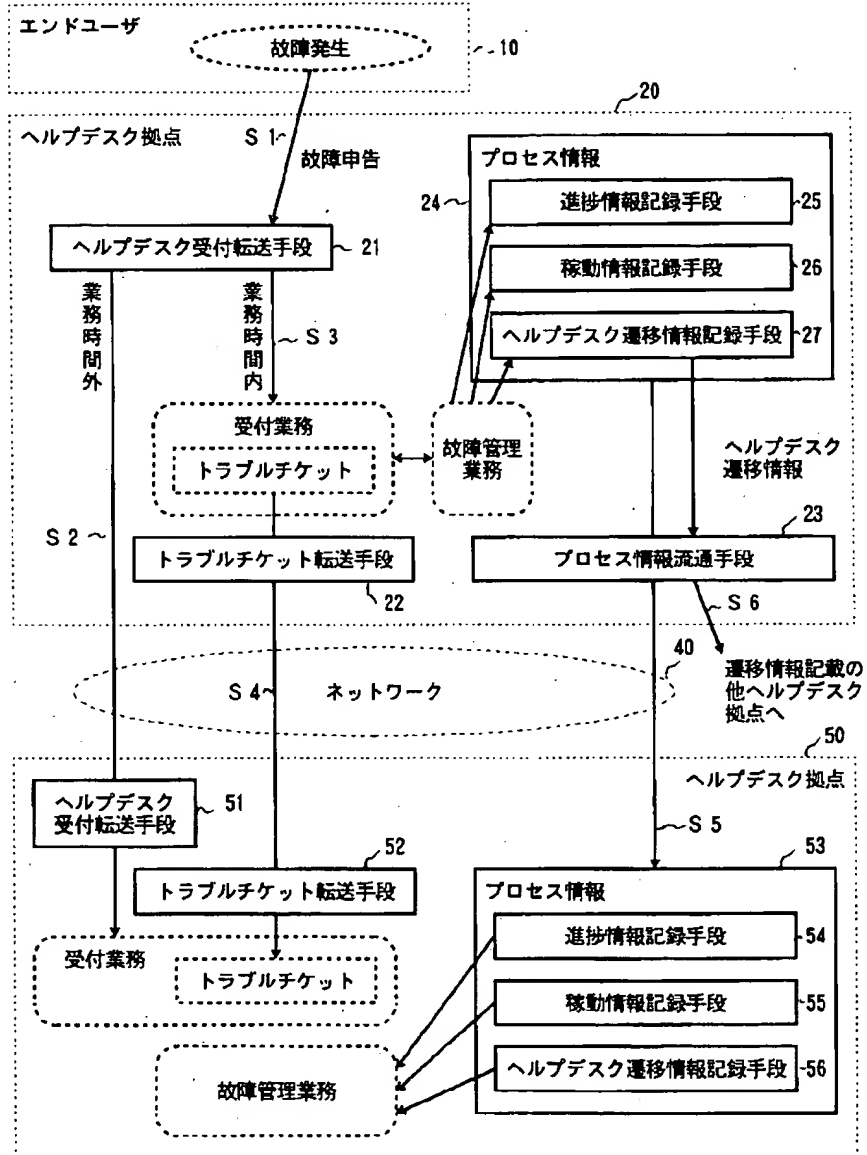 エンドユーザ
故障発生
10
20
ヘルプデスク拠点
S1
故障申告
プロセス情報
24
進捗情報記録手段
25
ヘルプデスク受付転送手段
21
稼動情報記録手段
26
業務時間外
業務時間内
S3
ヘルプデスク遷移情報記録手段
27
受付業務
トラブルチケット
故障管理
業務
ヘルプデスク
遷移情報
S2
23
トラブルチケット転送手段
22
プロセス情報流通手段
S6
40
遷移情報記載の
他ヘルプデスク
拠点へ
S4
ネットワーク
50
ヘルプデスク拠点
ヘルプデスク
受付転送手段
51
S5
52
53
トラブルチケット転送手段
プロセス情報
受付業務
トラブルチケット
進捗情報記録手段
54
稼動情報記録手段
55
故障管理業務
ヘルプデスク遷移情報記録手段
56